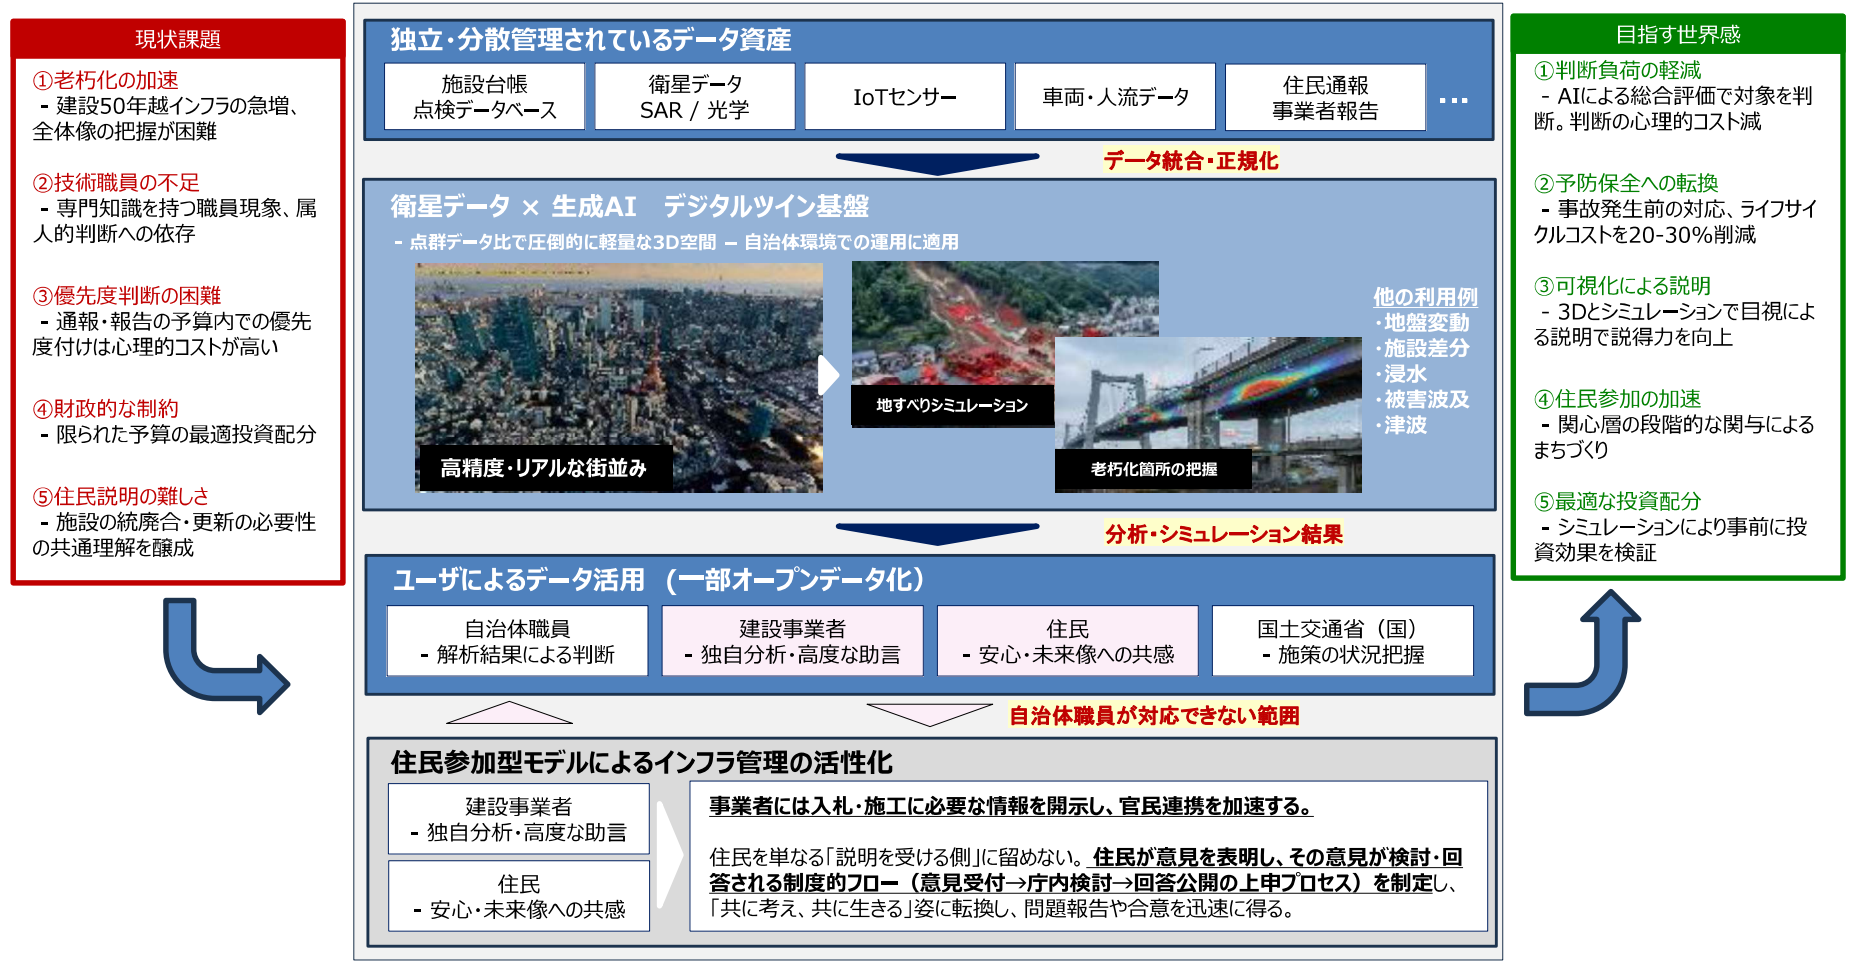 現状課題
①老朽化の加速
- 建設50年越インフラの急増、
全体像の把握が困難
②技術職員の不足
- 専門知識を持つ職員現象、属
人的判断への依存
③優先度判断の困難
- 通報・報告の予算内での優先
度付けは心理的コストが高い
④財政的な制約
- 限られた予算の最適投資配分
⑤住民説明の難しさ
- 施設の統廃合・更新の必要性
の共通理解を醸成
独立・分散管理されているデータ資産
施設台帳
点検データベース
衛星データ
SAR / 光学
IoTセンサー
車両・人流データ
住民通報
事業者報告
…
データ統合・正規化
衛星データ × 生成AI　デジタルツイン基盤
- 点群データ比で圧倒的に軽量な3D空間 – 自治体環境での運用に適用
高精度・リアルな街並み
地すべりシミュレーション
老朽化箇所の把握
他の利用例
・地盤変動
・施設差分
・浸水
・被害波及
・津波
分析・シミュレーション結果
ユーザによるデータ活用 （一部オープンデータ化）
自治体職員
- 解析結果による判断
建設事業者
- 独自分析・高度な助言
住民
- 安心・未来像への共感
国土交通省（国）
- 施策の状況把握
自治体職員が対応できない範囲
住民参加型モデルによるインフラ管理の活性化
建設事業者
- 独自分析・高度な助言
住民
- 安心・未来像への共感
事業者には入札・施工に必要な情報を開示し、官民連携を加速する。
住民を単なる「説明を受ける側」に留めない。住民が意見を表明し、その意見が検討・回
答される制度的フロー（意見受付→庁内検討→回答公開の上申プロセス）を制定し、
「共に考え、共に生きる」姿に転換し、問題報告や合意を迅速に得る。
目指す世界感
①判断負荷の軽減
- AIによる総合評価で対象を判
断。判断の心理的コスト減
②予防保全への転換
- 事故発生前の対応、ライフサイ
クルコストを20-30%削減
③可視化による説明
- 3Dとシミュレーションで目視によ
る説明で説得力を向上
④住民参加の加速
- 関心層の段階的な関与による
まちづくり
⑤最適な投資配分
- シミュレーションにより事前に投
資効果を検証